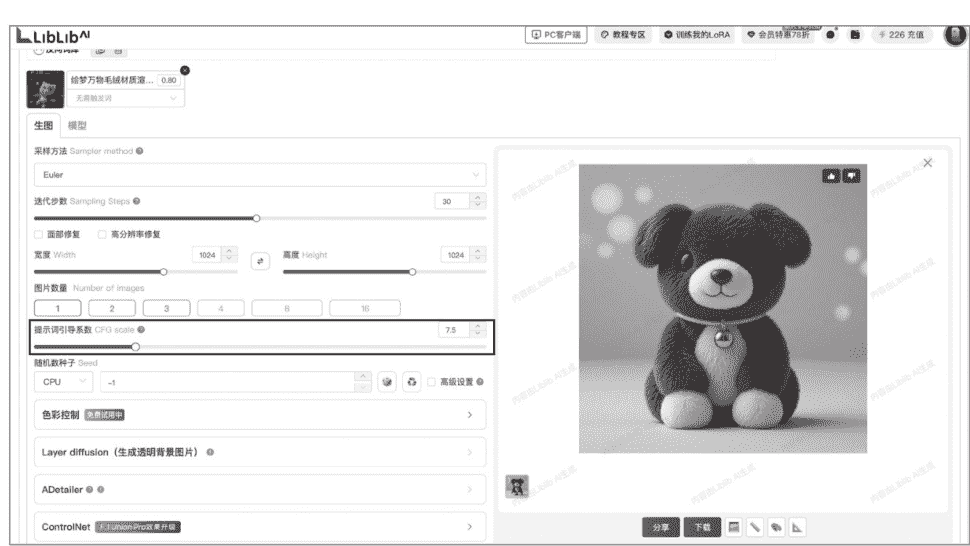 LIBLIBAI
PC客户端 教程专区 训练我的LoRA 会员特惠78折 226 充值
绘梦万物毛绒材质渲... 0.80
无需触发词
生图 模型
采样方法 Sampler method
Euler
迭代步数 Sampling Steps 30
面部修复 高分辨率修复
宽度 Width 1024 高度 Height 1024
图片数量 Number of images
1 2 3 4 8 16
提示词引导系数 CFG scale 7.5
随机数种子 Seed
CPU -1 高级设置
色彩控制 免费试用中
Layer diffusion（生成透明背景图片）
ADetailer
ControlNet
分享 下载